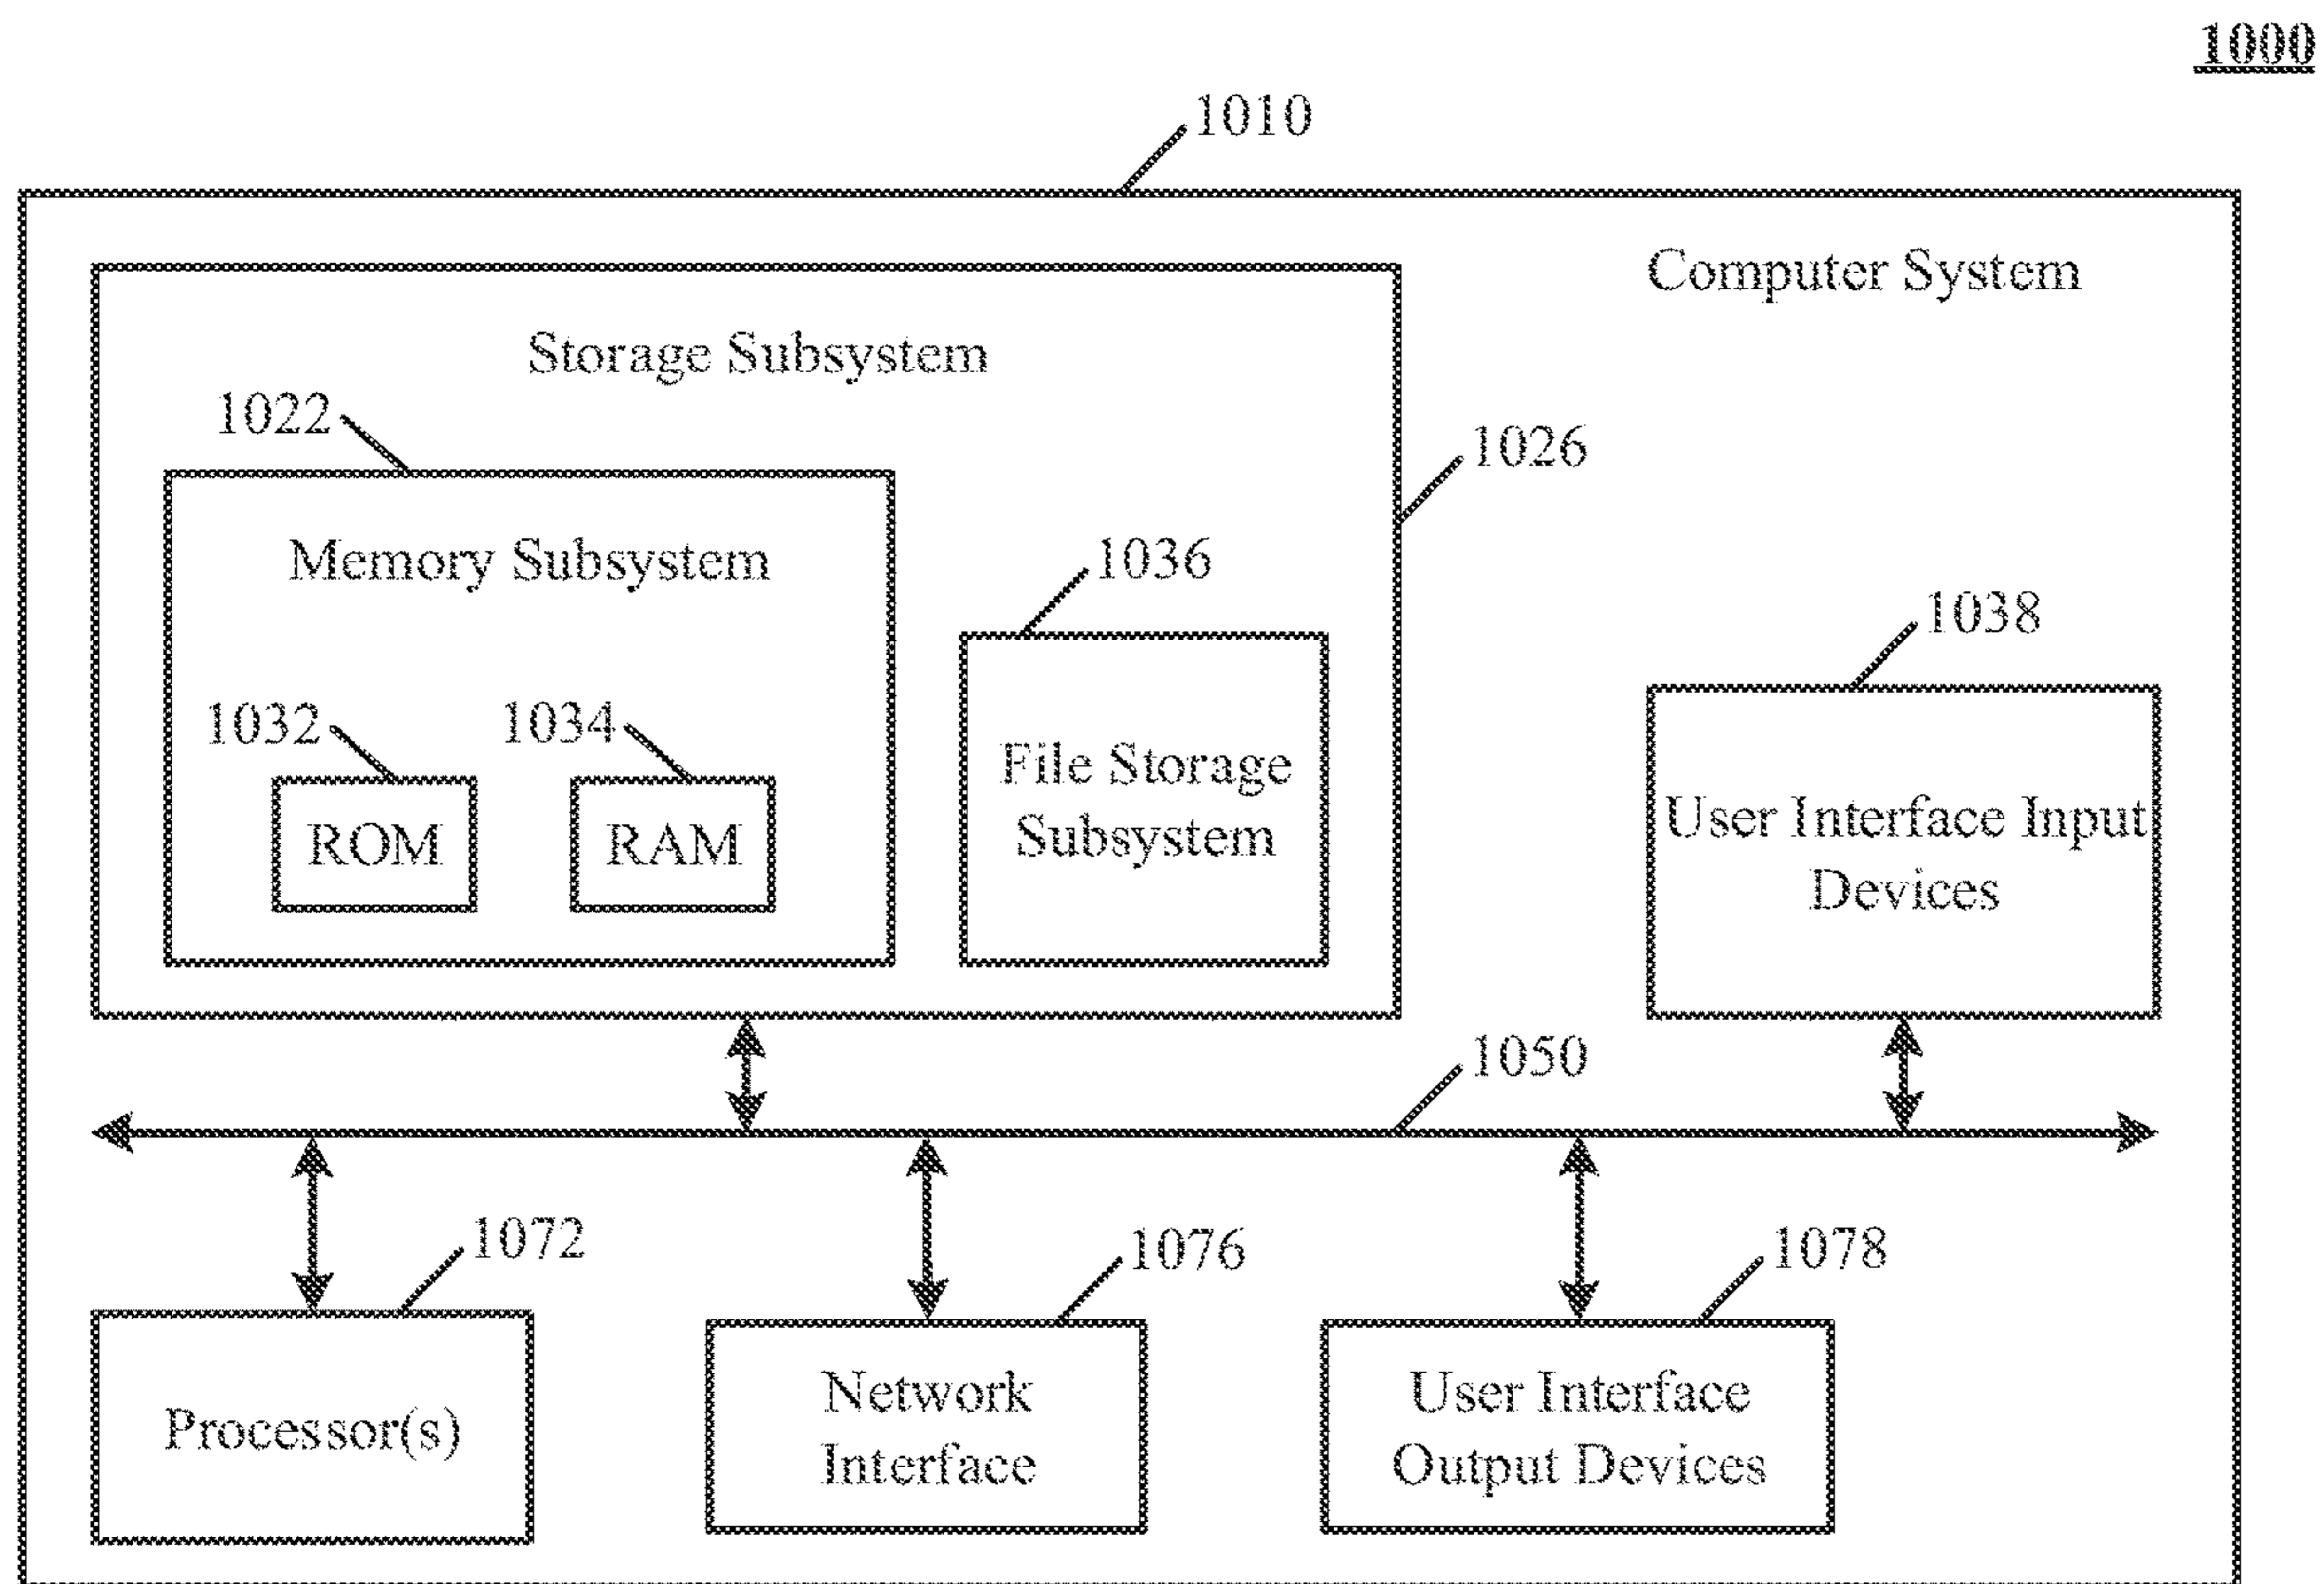 1000
1010
Computer System
Storage Subsystem
1022
1026
Memory Subsystem
1036
1038
1032
1034
File Storage
Subsystem
User Interface Input
Devices
ROM
RAM
1050
1072
1076
1078
Processor(s)
Network
Interface
User Interface
Output Devices